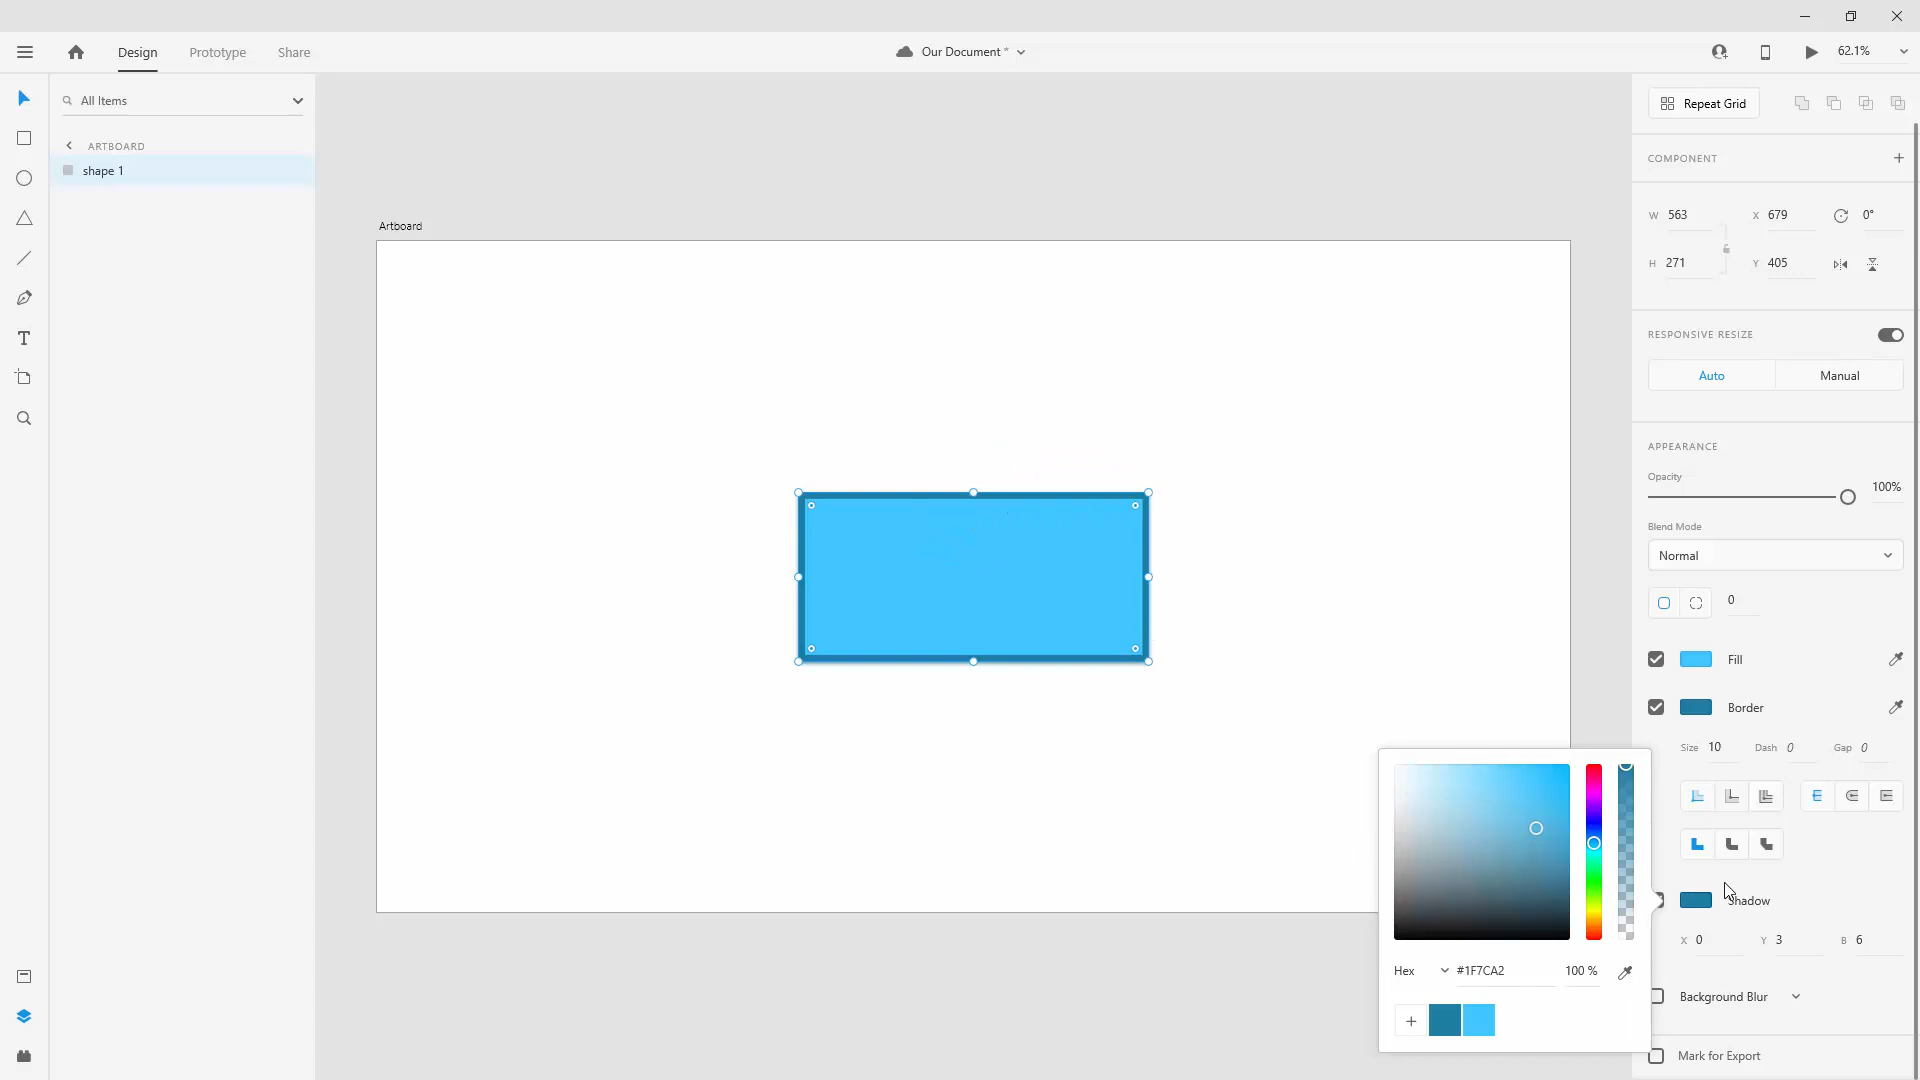 Design Prototype Share
Our Document *
62.1%
All Items
ARTBOARD
shape 1
Artboard
Repeat Grid
COMPONENT
W 563 X 679 0°
H 271 Y 405
RESPONSIVE RESIZE
Auto Manual
APPEARANCE
Opacity
100%
Blend Mode
Normal
0
Fill
Border
Size 10 Dash 0 Gap 0
Shadow
X 0 Y 3 B 6
Hex #1F7CA2 100 %
Background Blur
Mark for Export